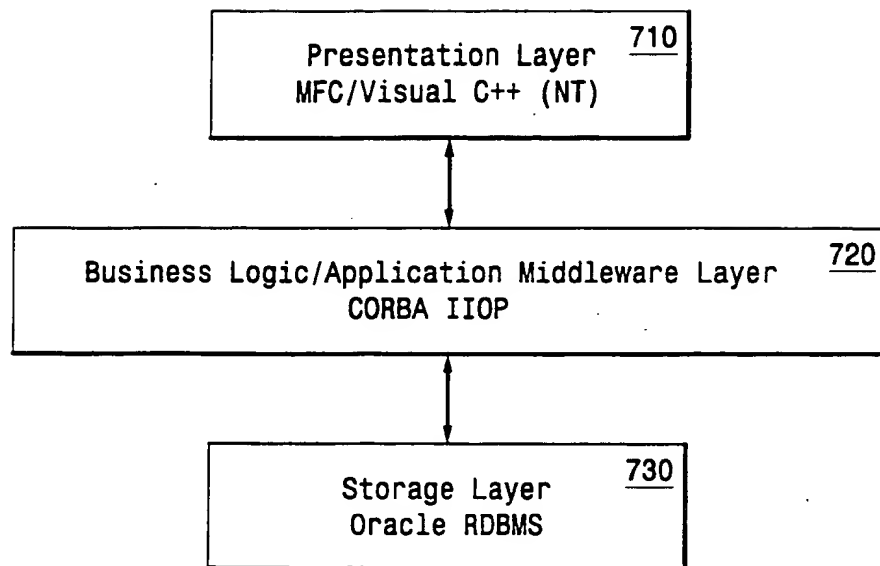 710
Presentation Layer
MFC/Visual C++ (NT)
720
Business Logic/Application Middleware Layer
CORBA IIOP
730
Storage Layer
Oracle RDBMS